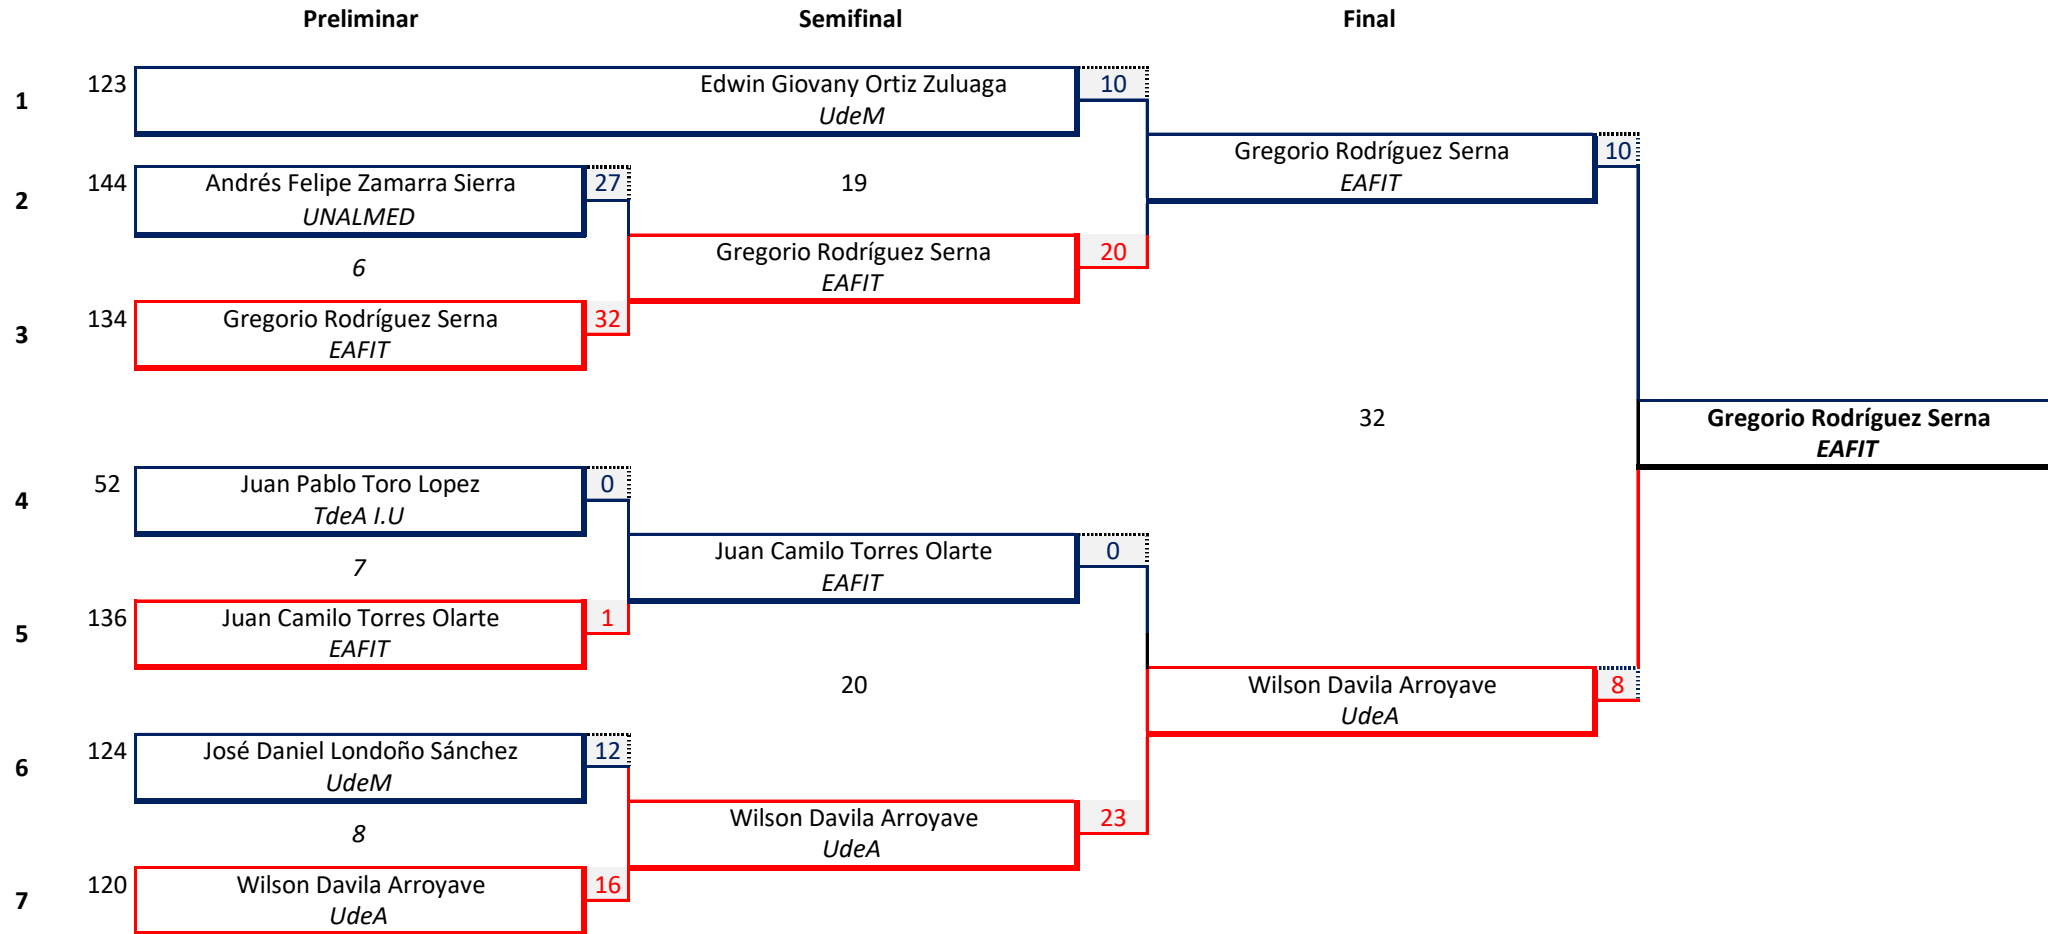 Preliminar Semifinal Final
1 123 Edwin Giovany Ortiz Zuluaga 10
UdeM
Gregorio Rodríguez Serna 10
EAFIT
2 144 Andrés Felipe Zamarra Sierra 27 19
UNALMED
Gregorio Rodríguez Serna 20
EAFIT
6
3 134 Gregorio Rodríguez Serna 32
EAFIT
32
Gregorio Rodríguez Serna
EAFIT
4 52 Juan Pablo Toro Lopez 0
TdeA I.U
Juan Camilo Torres Olarte 0
EAFIT
7
5 136 Juan Camilo Torres Olarte 1
EAFIT
20
Wilson Davila Arroyave 8
UdeA
6 124 José Daniel Londoño Sánchez 12
UdeM
Wilson Davila Arroyave 23
UdeA
8
7 120 Wilson Davila Arroyave 16
UdeA